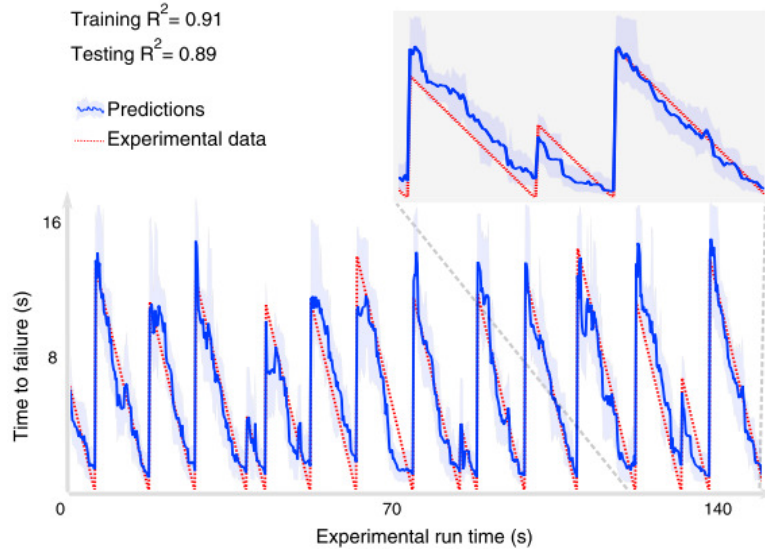 Training R²= 0.91
Testing R²= 0.89
Predictions
Experimental data
16
Time to failure (s)
8
0
70
140
Experimental run time (s)